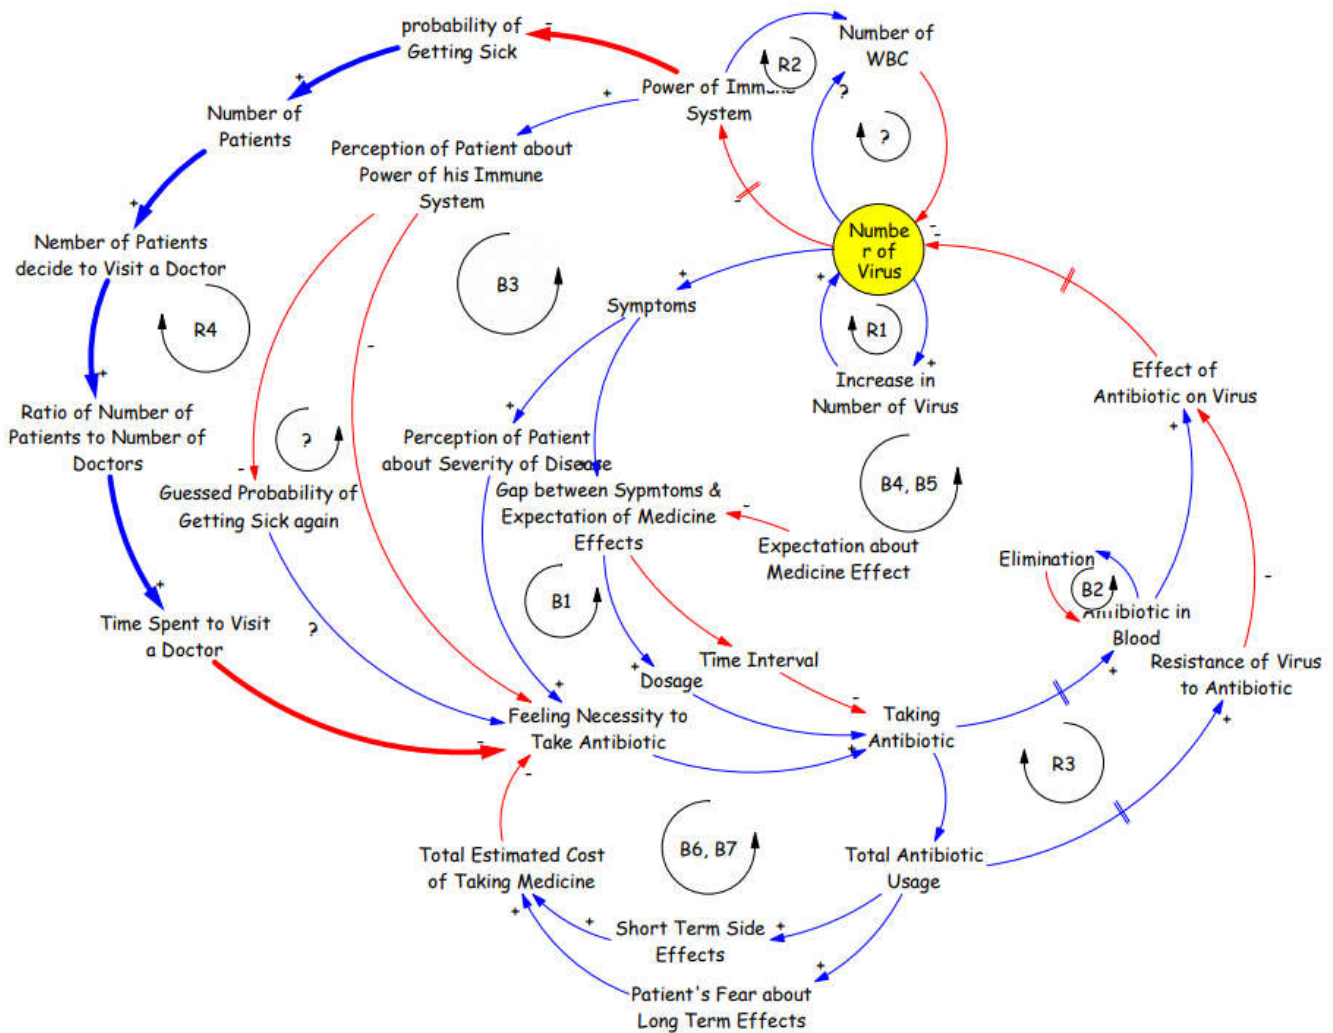 probability of
Getting Sick
-
Number of
WBC
R2
+
Power of Immune
System
+
?
+
Number of
Patients
?
Perception of Patient about
Power of his Immune
System
-
+
Nember of Patients
decide to Visit a Doctor
B3
Numbe
r of
Virus
-
-
+
+
Symptoms
R4
R1
-
+
Increase in
Number of Virus
Effect of
Antibiotic on Virus
+
Ratio of Number of
Patients to Number of
Doctors
+
?
Perception of Patient
about Severity of Disease
+
-
Guessed Probability of
Getting Sick again
Gap between Sypmtoms &
Expectation of Medicine
Effects
-
B4, B5
Expectation about
Medicine Effect
Elimination
B2
-
Antibiotic in
Blood
+
Time Spent to Visit
a Doctor
?
B1
+
Dosage
Time Interval
+
Resistance of Virus
to Antibiotic
+
+
Feeling Necessity to
Take Antibiotic
-
-
-
Taking
Antibiotic
+
R3
Total Estimated Cost
of Taking Medicine
B6, B7
Total Antibiotic
Usage
+
+
Short Term Side
Effects
+
+
Patient's Fear about
Long Term Effects